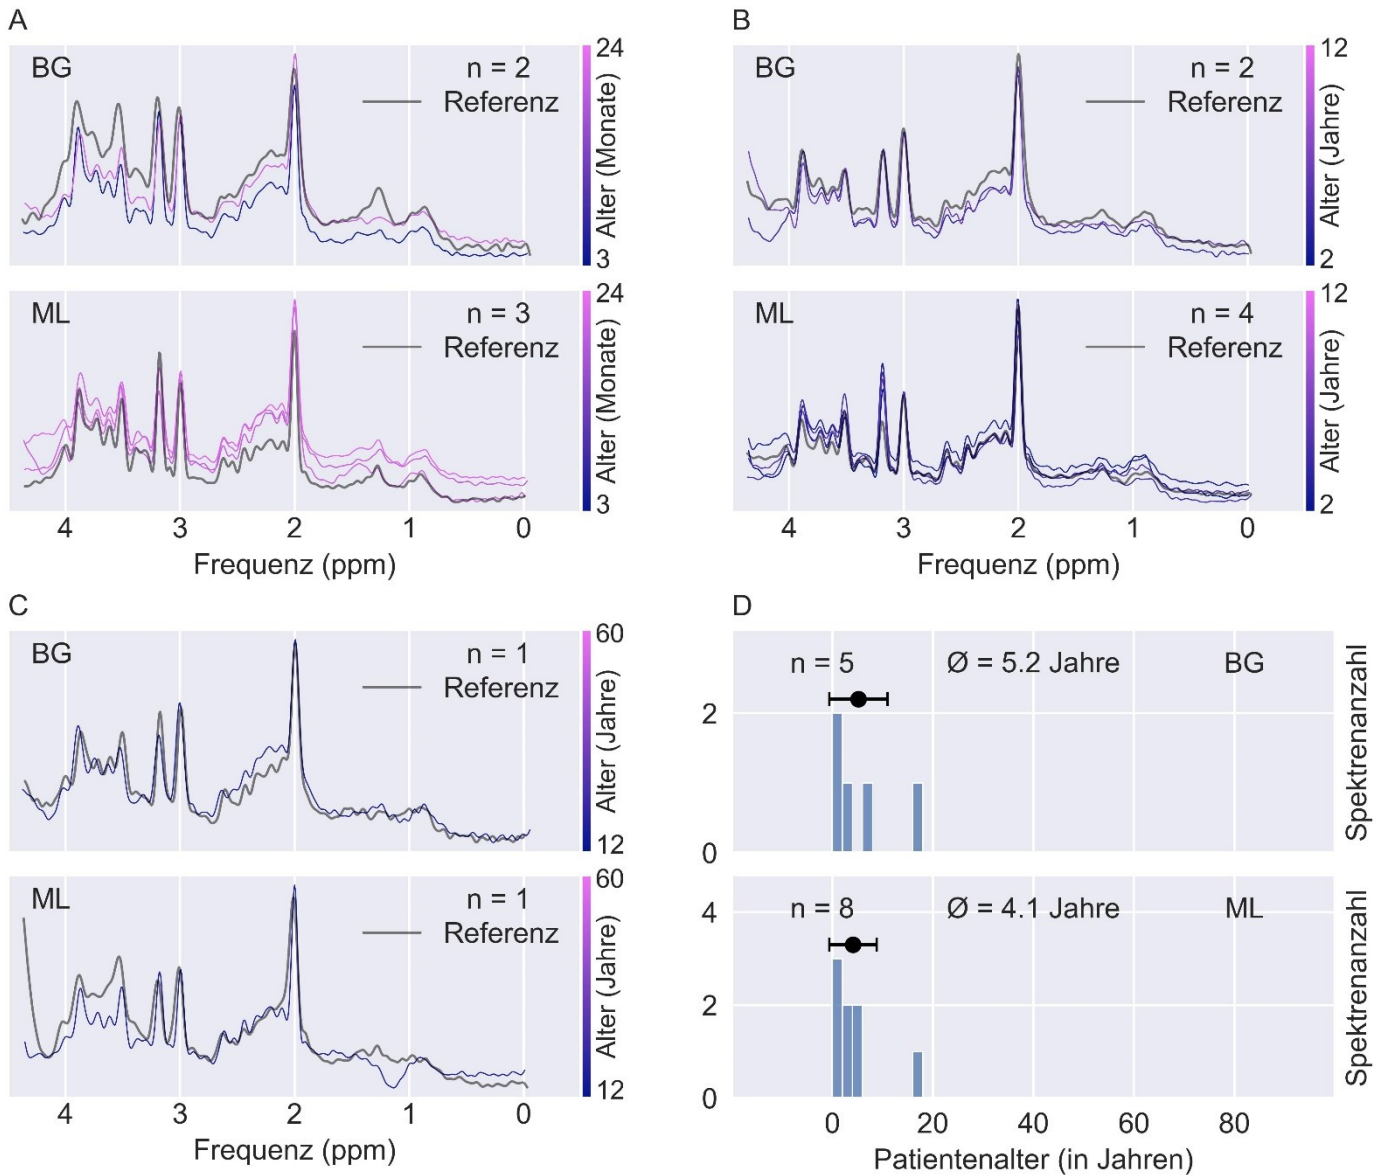 A
BG
n = 2
Referenz
24
Alter (Monate)
3
ML
n = 3
Referenz
24
Alter (Monate)
3
4 3 2 1 0
Frequenz (ppm)
B
BG
n = 2
Referenz
12
Alter (Jahre)
2
ML
n = 4
Referenz
12
Alter (Jahre)
2
4 3 2 1 0
Frequenz (ppm)
C
BG
n = 1
Referenz
60
Alter (Jahre)
12
ML
n = 1
Referenz
60
Alter (Jahre)
12
4 3 2 1 0
Frequenz (ppm)
D
n = 5 Ø = 5.2 Jahre BG
2
0
Spektrenanzahl
n = 8 Ø = 4.1 Jahre ML
4
2
0
Spektrenanzahl
0 20 40 60 80
Patientenalter (in Jahren)